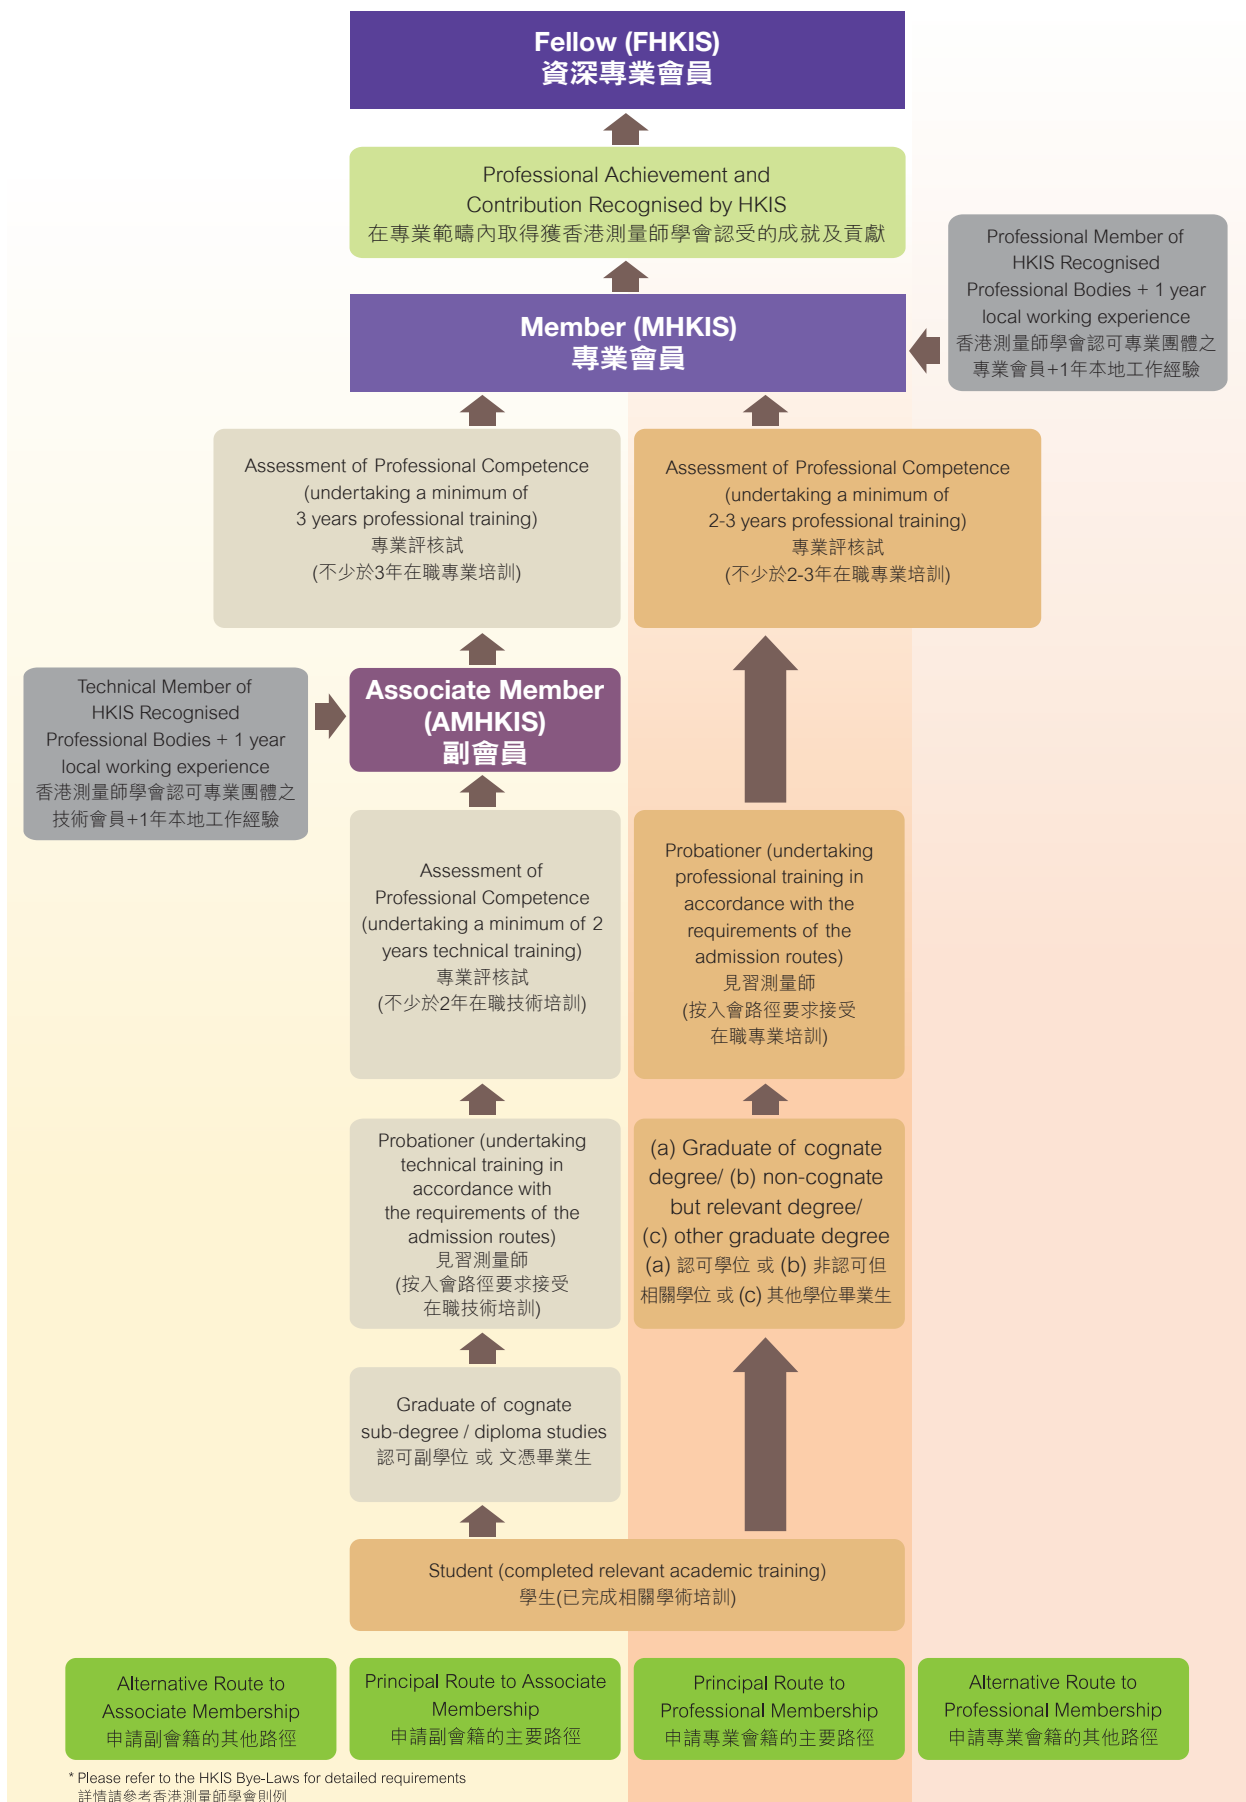 Fellow (FHKIS)
資深專業會員
Professional Achievement and
Contribution Recognised by HKIS
在專業範疇內取得獲香港測量師學會認受的成就及貢獻
Professional Member of
HKIS Recognised
Professional Bodies + 1 year
local working experience
香港測量師學會認可專業團體之
專業會員+1年本地工作經驗
Member (MHKIS)
專業會員
Assessment of Professional Competence
(undertaking a minimum of
3 years professional training)
專業評核試
(不少於3年在職專業培訓)
Assessment of Professional Competence
(undertaking a minimum of
2-3 years professional training)
專業評核試
(不少於2-3年在職專業培訓)
Technical Member of
HKIS Recognised
Professional Bodies + 1 year
local working experience
香港測量師學會認可專業團體之
技術會員+1年本地工作經驗
Associate Member
(AMHKIS)
副會員
Assessment of
Professional Competence
(undertaking a minimum of 2
years technical training)
專業評核試
(不少於2年在職技術培訓)
Probationer (undertaking
professional training in
accordance with the
requirements of the
admission routes)
見習測量師
(按入會路徑要求接受
在職專業培訓)
Probationer (undertaking
technical training in
accordance with
the requirements of the
admission routes)
見習測量師
(按入會路徑要求接受
在職技術培訓)
(a) Graduate of cognate
degree/ (b) non-cognate
but relevant degree/
(c) other graduate degree
(a) 認可學位 或 (b) 非認可但
相關學位 或 (c) 其他學位畢業生
Graduate of cognate
sub-degree / diploma studies
認可副學位 或 文憑畢業生
Student (completed relevant academic training)
學生(已完成相關學術培訓)
Alternative Route to
Associate Membership
申請副會籍的其他路徑
Principal Route to Associate
Membership
申請副會籍的主要路徑
Principal Route to
Professional Membership
申請專業會籍的主要路徑
Alternative Route to
Professional Membership
申請專業會籍的其他路徑
* Please refer to the HKIS Bye-Laws for detailed requirements
詳情請參考香港測量師學會則例